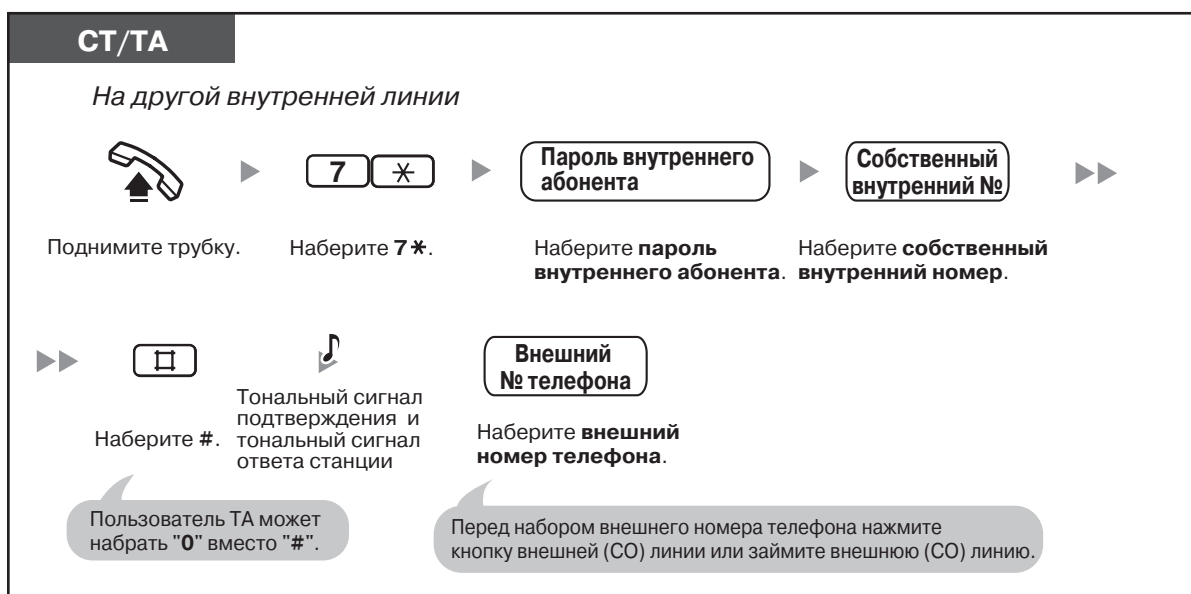 СТ/ТА
На другой внутренней линии
7 ✳
Пароль внутреннего
абонента
Собственный
внутренний №
Поднимите трубку.
Наберите 7✳.
Наберите пароль
внутреннего абонента.
Наберите собственный
внутренний номер.
#
Внешний
№ телефона
Наберите #.
Тональный сигнал
подтверждения и
тональный сигнал
ответа станции
Наберите внешний
номер телефона.
Пользователь ТА может
набрать "0" вместо "#".
Перед набором внешнего номера телефона нажмите
кнопку внешней (СО) линии или займите внешнюю (СО) линию.